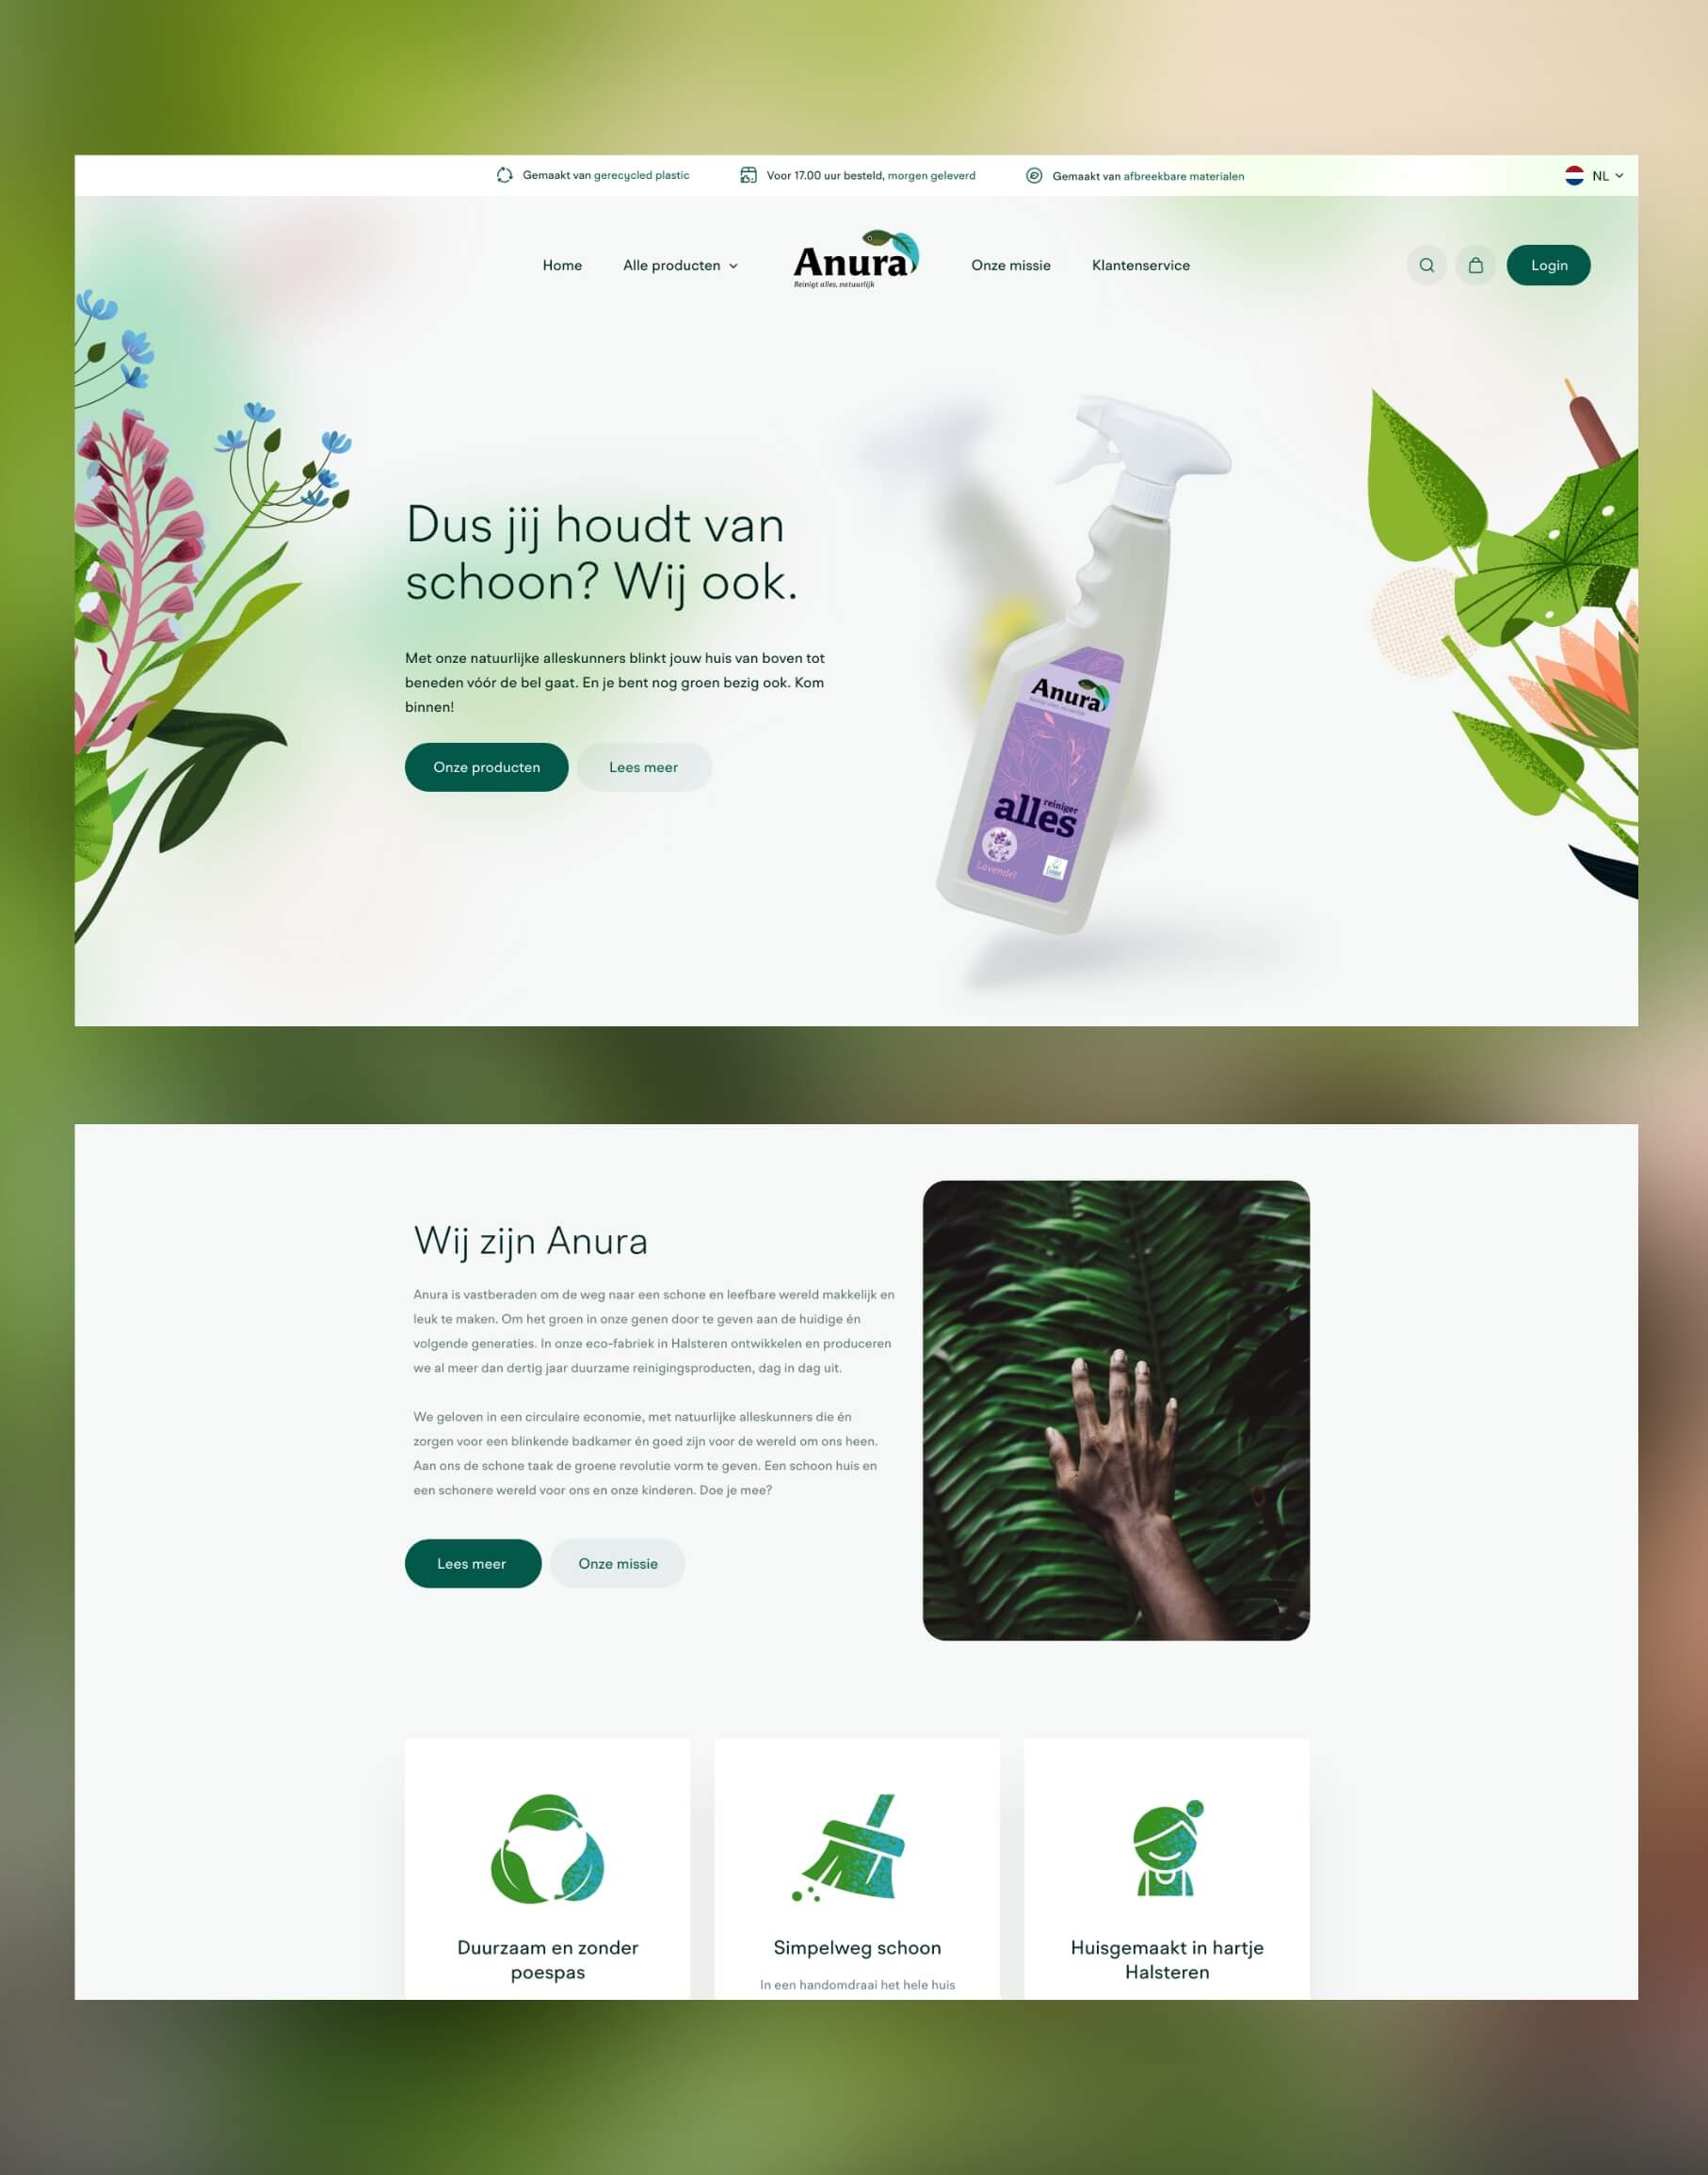 Gemaakt van gerecycled plastic
Voor 17.00 uur besteld, morgen geleverd
Gemaakt van afbreekbare materialen
NL
Home
Alle producten
Anura
Reinigt alles, natuurlijk
Onze missie
Klantenservice
Login
Dus jij houdt van
schoon? Wij ook.
Met onze natuurlijke alleskunners blinkt jouw huis van boven tot
beneden vóór de bel gaat. En je bent nog groen bezig ook. Kom
binnen!
Onze producten
Lees meer
Anura
Reinigt alles, natuurlijk
reiniger
alles
Lavendel
Wij zijn Anura
Anura is vastberaden om de weg naar een schone en leefbare wereld makkelijk en
leuk te maken. Om het groen in onze genen door te geven aan de huidige én
volgende generaties. In onze eco-fabriek in Halsteren ontwikkelen en produceren
we al meer dan dertig jaar duurzame reinigingsproducten, dag in dag uit.
We geloven in een circulaire economie, met natuurlijke alleskunners die én
zorgen voor een blinkende badkamer én goed zijn voor de wereld om ons heen.
Aan ons de schone taak de groene revolutie vorm te geven. Een schoon huis en
een schonere wereld voor ons en onze kinderen. Doe je mee?
Lees meer
Onze missie
Duurzaam en zonder
poespas
Simpelweg schoon
In een handomdraai het hele huis
Huisgemaakt in hartje
Halsteren